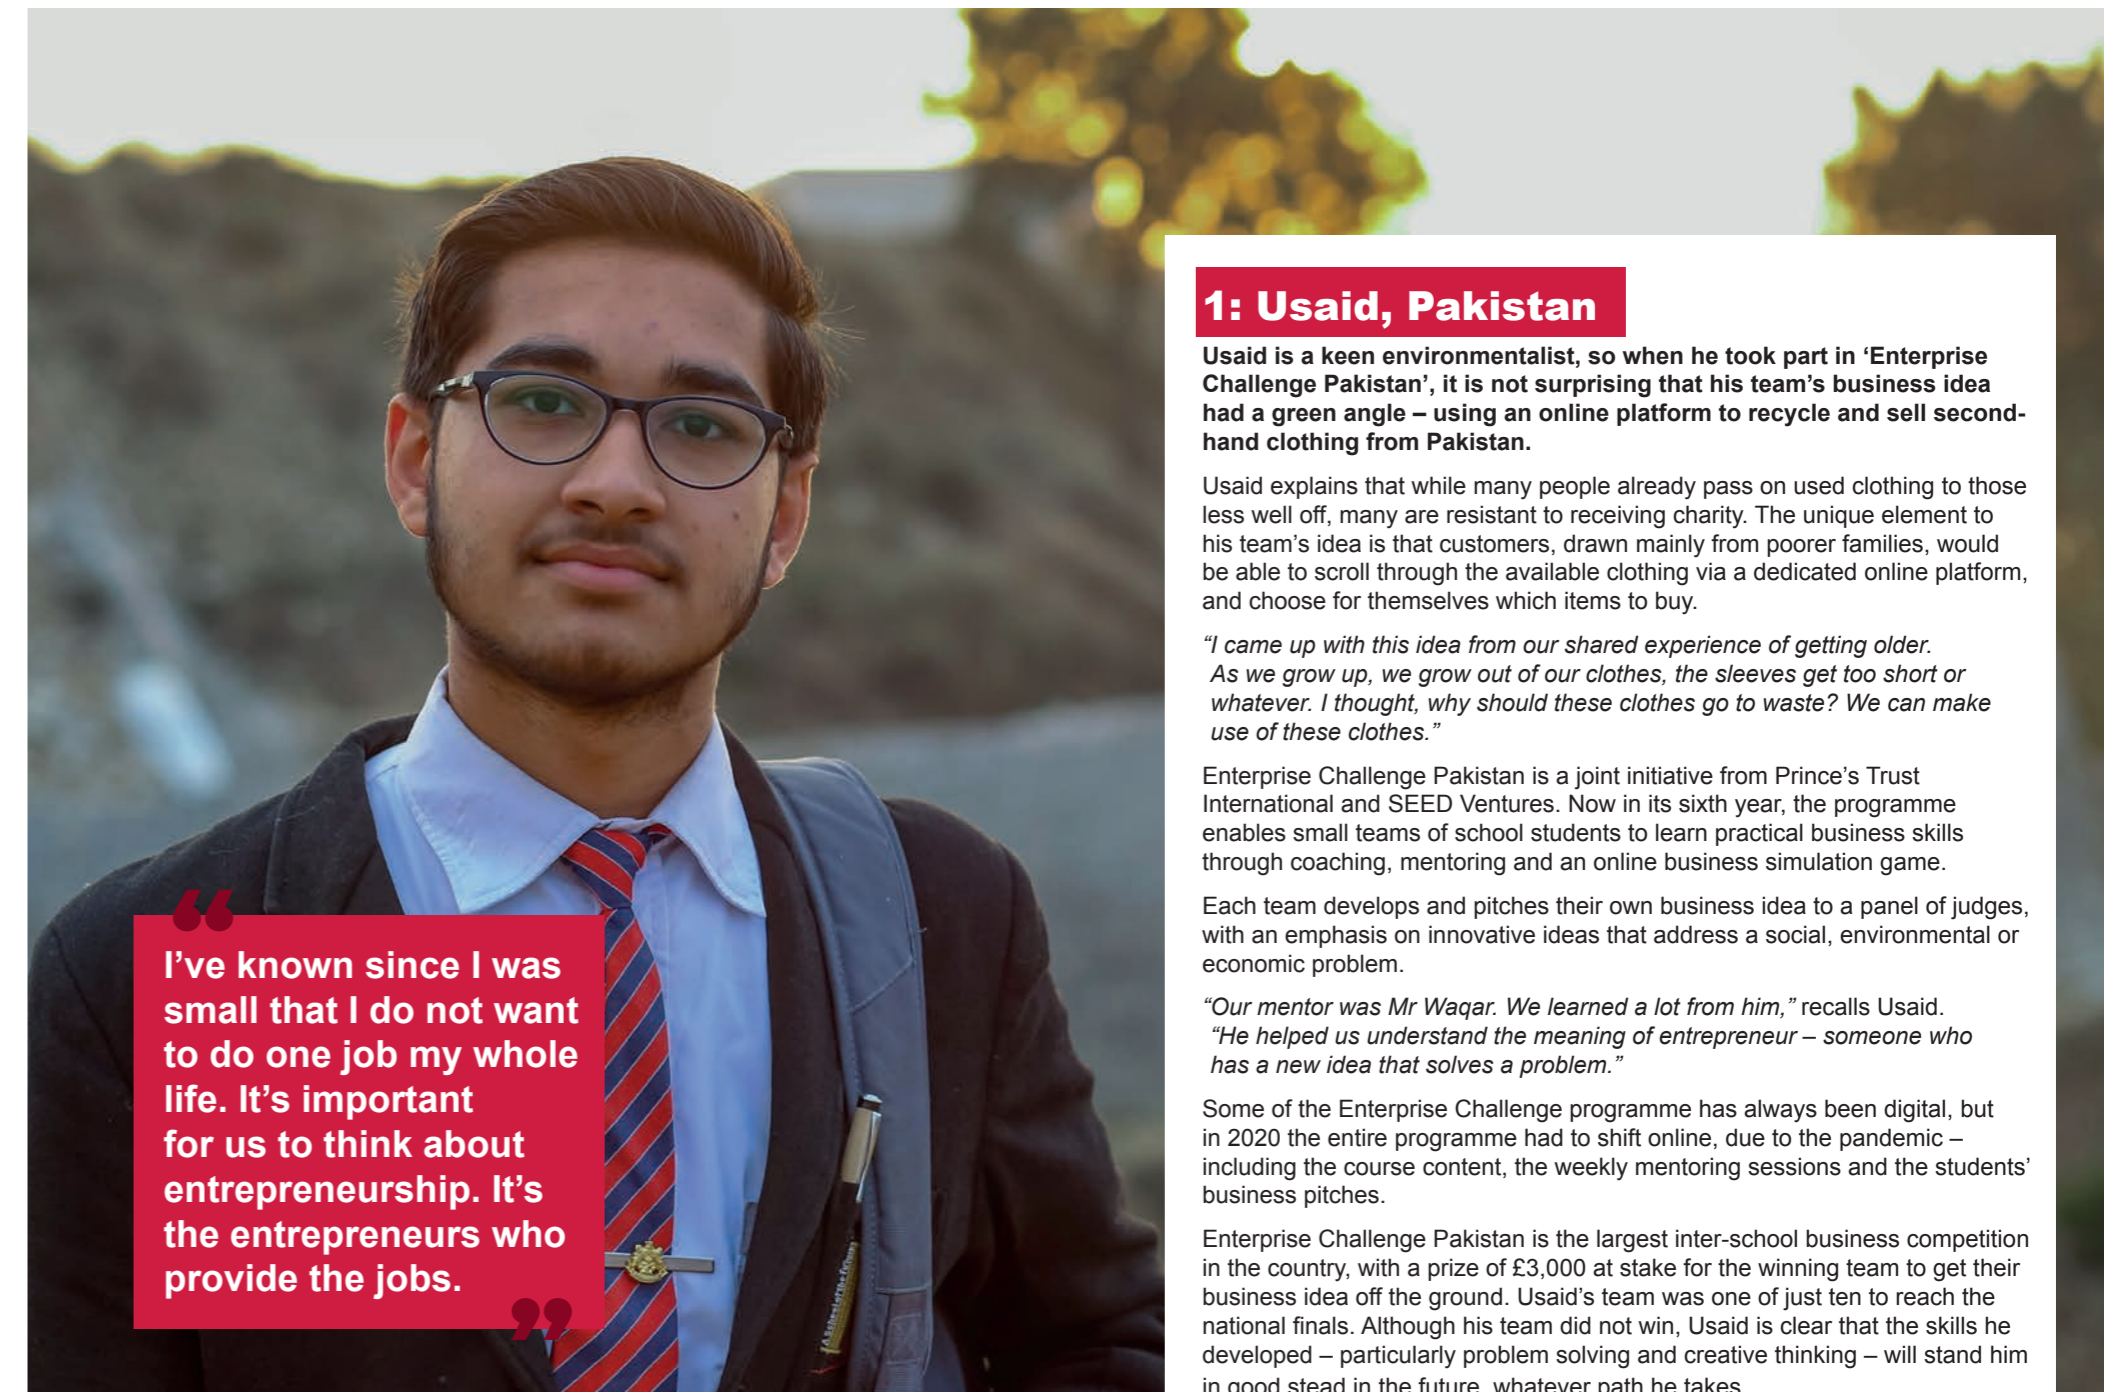 1: Usaid, Pakistan
Usaid is a keen environmentalist, so when he took part in ‘Enterprise
Challenge Pakistan’, it is not surprising that his team’s business idea
had a green angle – using an online platform to recycle and sell second-
hand clothing from Pakistan.
Usaid explains that while many people already pass on used clothing to those
less well off, many are resistant to receiving charity. The unique element to
his team’s idea is that customers, drawn mainly from poorer families, would
be able to scroll through the available clothing via a dedicated online platform,
and choose for themselves which items to buy.
“I came up with this idea from our shared experience of getting older.
As we grow up, we grow out of our clothes, the sleeves get too short or
whatever. I thought, why should these clothes go to waste? We can make
use of these clothes.”
Enterprise Challenge Pakistan is a joint initiative from Prince’s Trust
International and SEED Ventures. Now in its sixth year, the programme
enables small teams of school students to learn practical business skills
through coaching, mentoring and an online business simulation game.
Each team develops and pitches their own business idea to a panel of judges,
with an emphasis on innovative ideas that address a social, environmental or
economic problem.
“Our mentor was Mr Waqar. We learned a lot from him,” recalls Usaid.
“He helped us understand the meaning of entrepreneur – someone who
has a new idea that solves a problem.”
Some of the Enterprise Challenge programme has always been digital, but
in 2020 the entire programme had to shift online, due to the pandemic –
including the course content, the weekly mentoring sessions and the students’
business pitches.
Enterprise Challenge Pakistan is the largest inter-school business competition
in the country, with a prize of £3,000 at stake for the winning team to get their
business idea off the ground. Usaid’s team was one of just ten to reach the
national finals. Although his team did not win, Usaid is clear that the skills he
developed – particularly problem solving and creative thinking – will stand him
in good stead in the future, whatever path he takes
“
I’ve known since I was
small that I do not want
to do one job my whole
life. It’s important
for us to think about
entrepreneurship. It’s
the entrepreneurs who
provide the jobs.
”